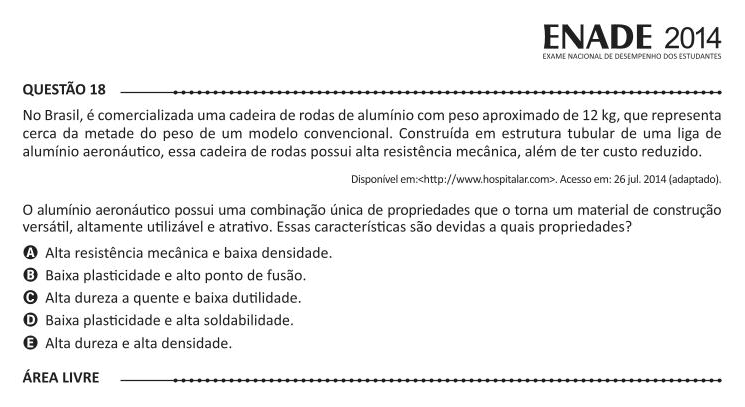 ENADE 2014
EXAME NACIONAL DE DESEMPENHO DOS ESTUDANTES
QUESTÃO 18
No Brasil, é comercializada uma cadeira de rodas de alumínio com peso aproximado de 12 kg, que representa
cerca da metade do peso de um modelo convencional. Construída em estrutura tubular de uma liga de
alumínio aeronáutico, essa cadeira de rodas possui alta resistência mecânica, além de ter custo reduzido.
Disponível em:<http://www.hospitalar.com>. Acesso em: 26 jul. 2014 (adaptado).
O alumínio aeronáutico possui uma combinação única de propriedades que o torna um material de construção
versátil, altamente utilizável e atrativo. Essas características são devidas a quais propriedades?
A Alta resistência mecânica e baixa densidade.
B Baixa plasticidade e alto ponto de fusão.
C Alta dureza a quente e baixa dutilidade.
D Baixa plasticidade e alta soldabilidade.
E Alta dureza e alta densidade.
ÁREA LIVRE